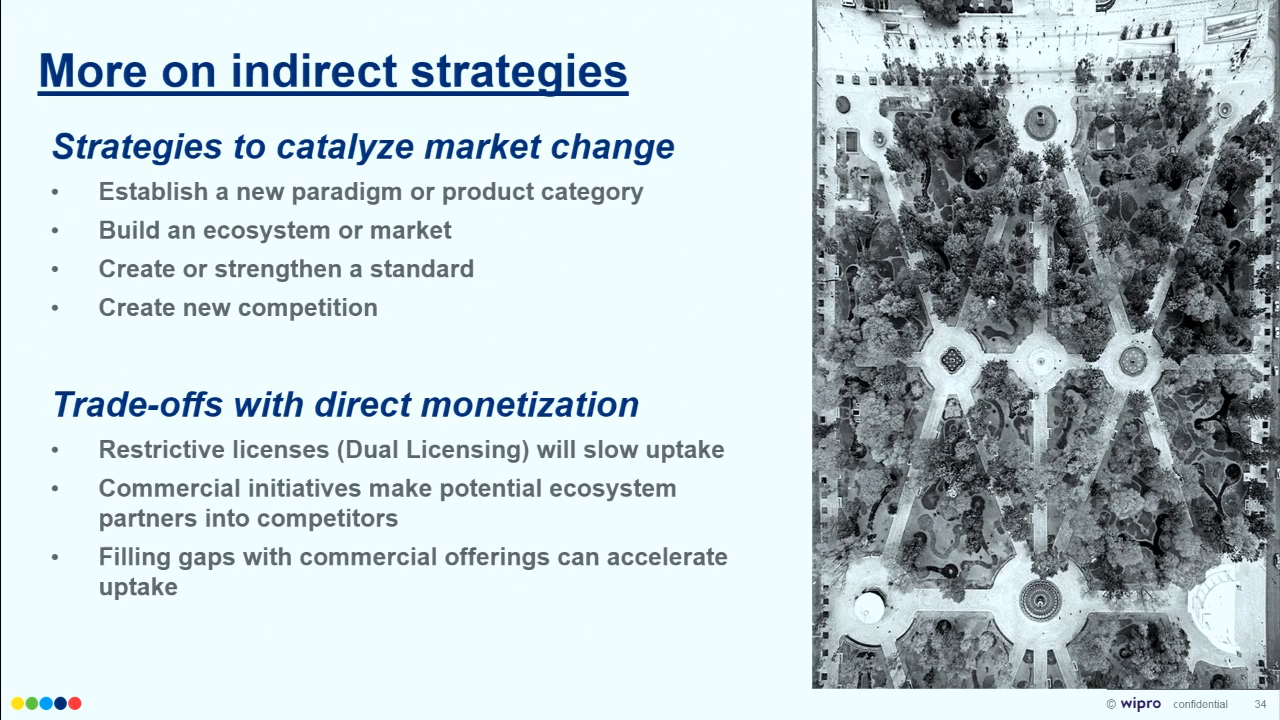 More on indirect strategies
Strategies to catalyze market change
• Establish a new paradigm or product category
• Build an ecosystem or market
• Create or strengthen a standard
• Create new competition
Trade-offs with direct monetization
• Restrictive licenses (Dual Licensing) will slow uptake
• Commercial initiatives make potential ecosystem
partners into competitors
• Filling gaps with commercial offerings can accelerate
uptake
© wipro confidential 34